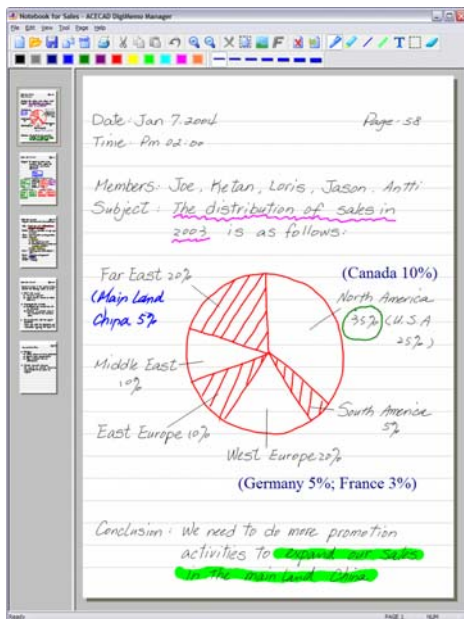 Notebook for Sales - ACECAD DigiMemo Manager
File Edit View Tool Page Help
Date: Jan 7. 2004 Page: 58
Time: Pm 02:00
Members: Joe, Ketan, Loris, Jason, Antti
Subject: The distribution of sales in
2003 is as follows:
Far East 20%
(Main Land
China 5%
(Canada 10%)
North America
35% (U.S.A
25%)
Middle East
10%
East Europe 10%
South America
5%
West Europe 20%
(Germany 5%; France 3%)
Conclusion: We need to do more promotion
activities to expand our sales
in the main land China.
Ready PAGE 1 NUM